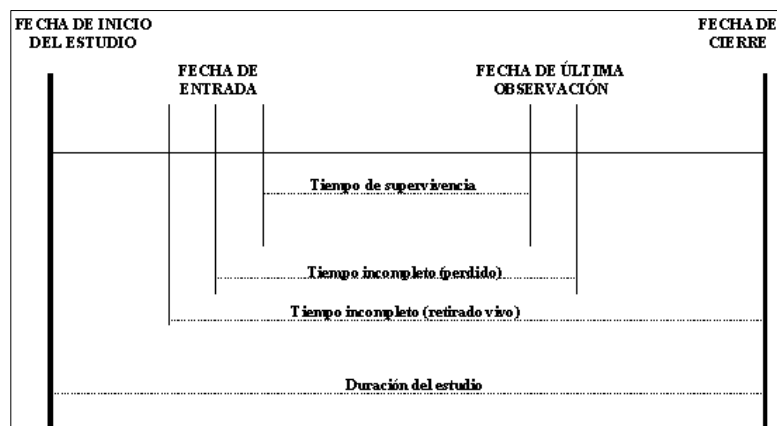 FECHA DE INICIO
DEL ESTUDIO
FECHA DE
CIERRE
FECHA DE
ENTRADA
FECHA DE ÚLTIMA
OBSERVACIÓN
Tiempo de supervivencia
Tiempo incompleto (perdido)
Tiempo incompleto (retirado vivo)
Duración del estudio